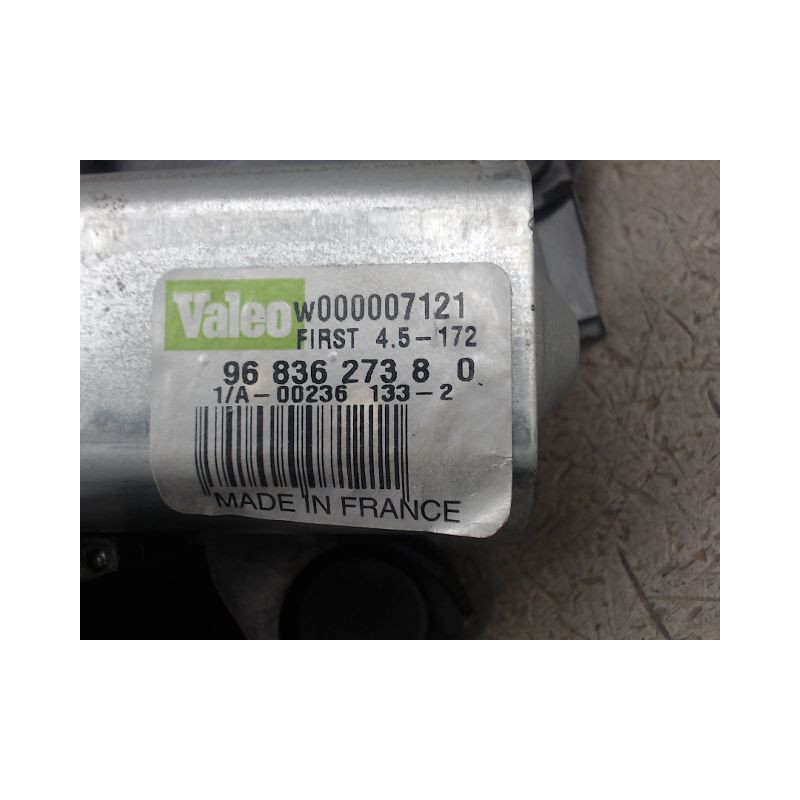 Valeo W000007121
FIRST 4.5-172
96 836 273 8 0
1/A-00236 133-2
MADE IN FRANCE